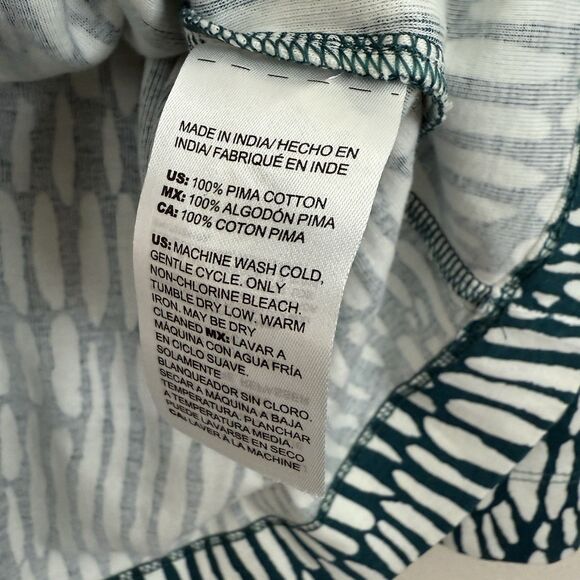 MADE IN INDIA/ HECHO EN
INDIA/ FABRIQUÉ EN INDE
US: 100% PIMA COTTON
MX: 100% ALGODÓN PIMA
CA: 100% COTON PIMA
US: MACHINE WASH COLD,
GENTLE CYCLE. ONLY
NON-CHLORINE BLEACH.
TUMBLE DRY LOW. WARM
IRON. MAY BE DRY
CLEANED MX: LAVAR A
MÁQUINA CON AGUA FRÍA
EN CICLO SUAVE.
SOLAMENTE
BLANQUEADOR SIN CLORO.
SECAR A MÁQUINA A BAJA
TEMPERATURA. PLANCHAR
A TEMPERATURA MEDIA.
PUEDE LAVARSE EN SECO
CA LAVER À LA MACHINE